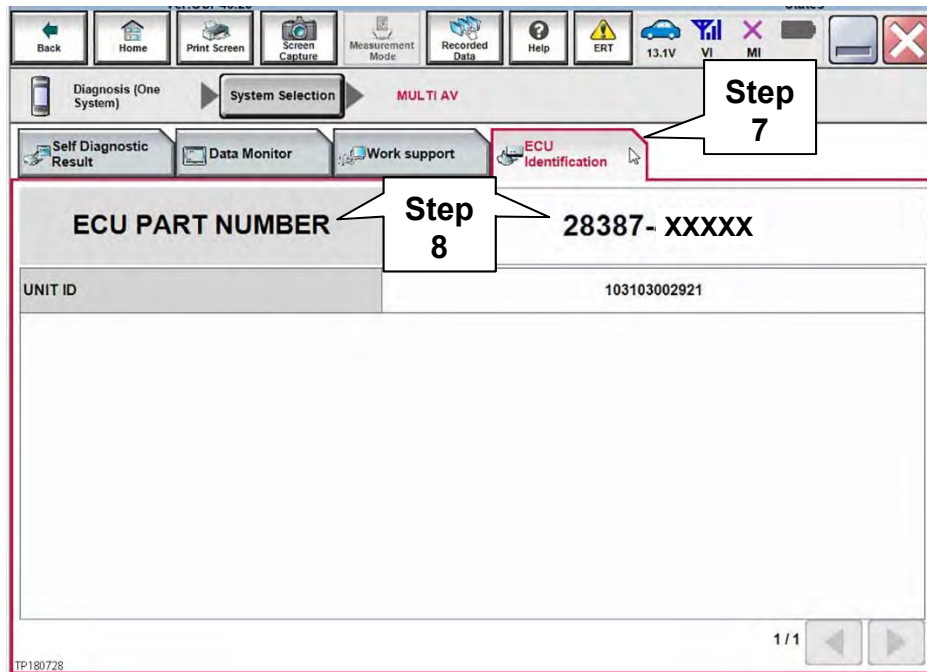 Back
Home
Print Screen
Screen
Capture
Measurement
Mode
Recorded
Data
Help
ERT
13.1V
VI
MI
Diagnosis (One
System)
System Selection
MULTI AV
Step
7
Self Diagnostic
Result
Data Monitor
Work support
ECU
Identification
ECU PART NUMBER
Step
8
28387- XXXXX
UNIT ID
103103002921
1/1
TP180728